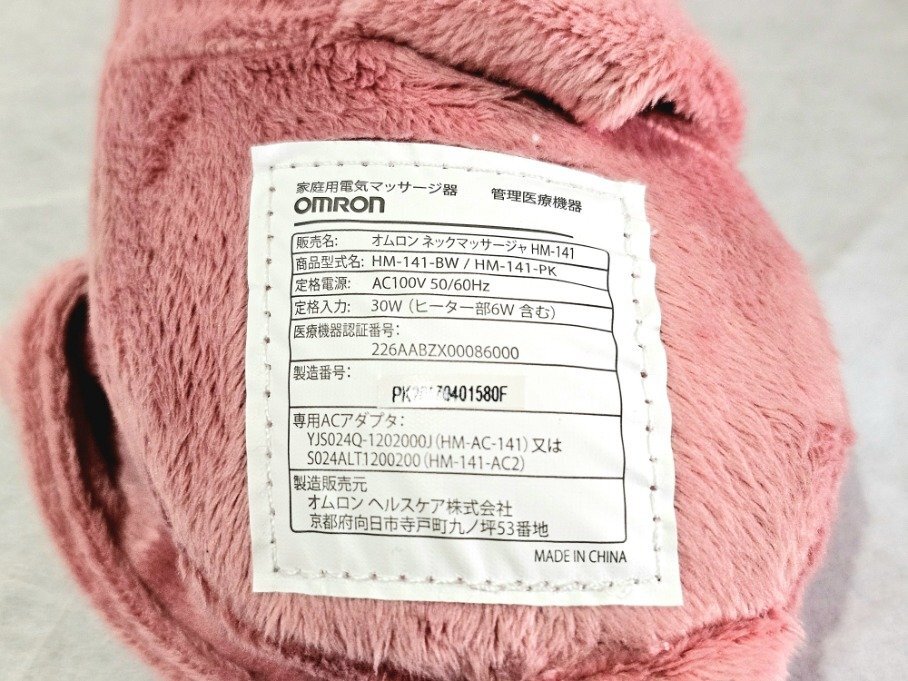 家庭用電気マッサージ器 管理医療機器
OMRON
販売名: オムロン ネックマッサージャ HM-141
商品型式名: HM-141-BW / HM-141-PK
定格電源: AC100V 50/60Hz
定格入力: 30W (ヒーター部6W 含む)
医療機器認証番号:
226AABZX00086000
製造番号:
専用ACアダプタ:
YJS024Q-1202000J (HM-AC-141) 又は
S024ALT1200200 (HM-141-AC2)
製造販売元
オムロン ヘルスケア株式会社
京都府向日市寺戸町九ノ坪53番地
MADE IN CHINA